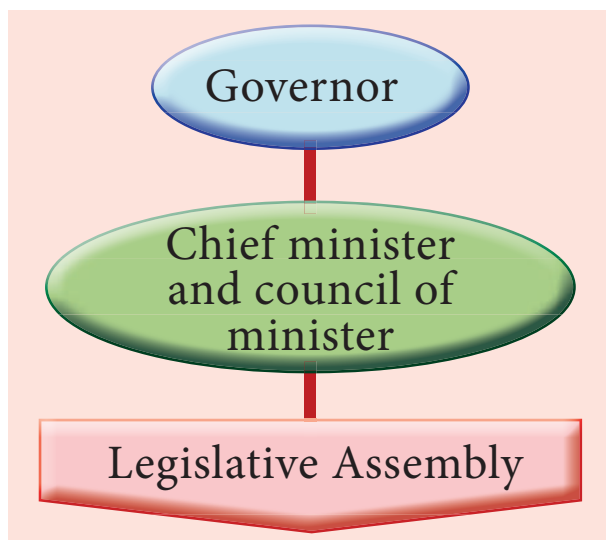 Governor
Chief minister
and council of
minister
Legislative Assembly